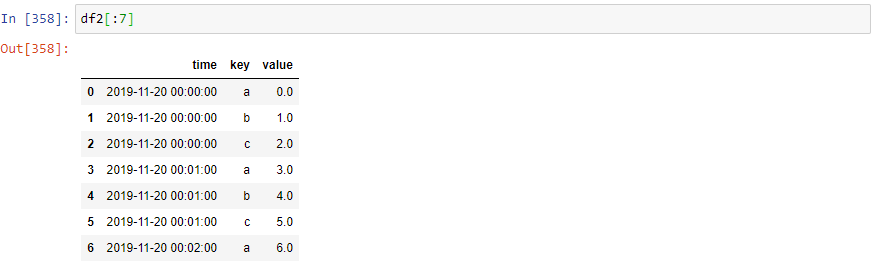 In [358]: df2[:7]
Out[358]:
time key value
0 2019-11-20 00:00:00 a 0.0
1 2019-11-20 00:00:00 b 1.0
2 2019-11-20 00:00:00 c 2.0
3 2019-11-20 00:01:00 a 3.0
4 2019-11-20 00:01:00 b 4.0
5 2019-11-20 00:01:00 c 5.0
6 2019-11-20 00:02:00 a 6.0